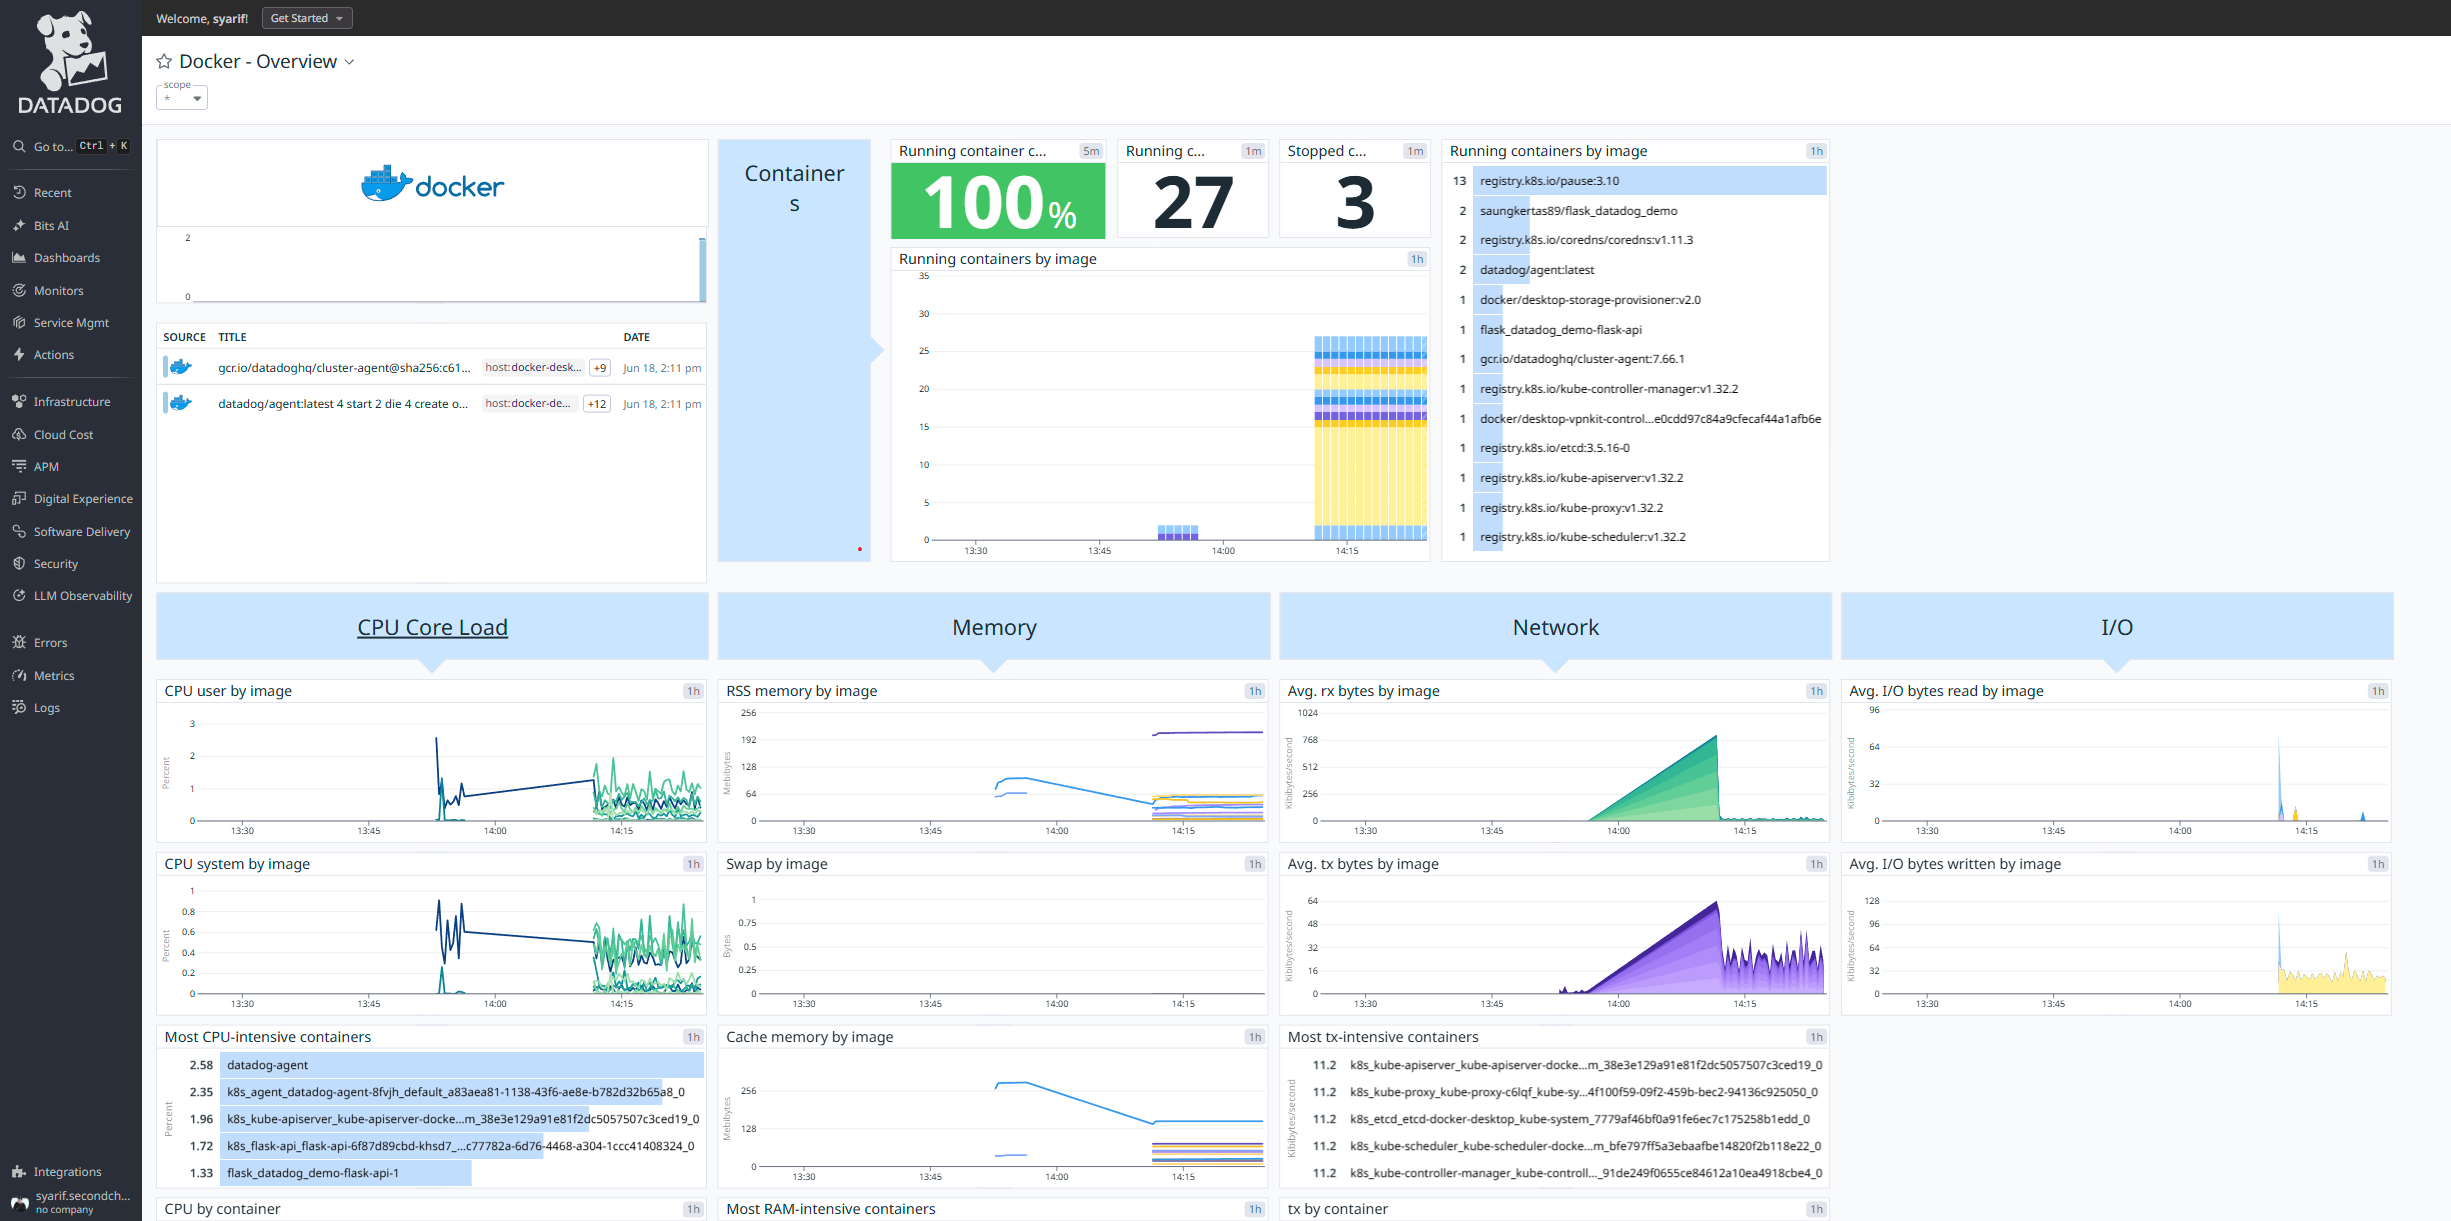 Welcome, syarif!
Get Started
DATADOG
Go to... Ctrl + K
Recent
Bits AI
Dashboards
Monitors
Service Mgmt
Actions
Infrastructure
Cloud Cost
APM
Digital Experience
Software Delivery
Security
LLM Observability
Errors
Metrics
Logs
Integrations
syarif.secondch...
no company
Docker - Overview
scope
*
docker
2
0
SOURCE TITLE DATE
gcr.io/datadoghq/cluster-agent@sha256:c61... host:docker-desk... +9 Jun 18, 2:11 pm
datadog/agent:latest 4 start 2 die 4 create o... host:docker-de... +12 Jun 18, 2:11 pm
Container
s
Running container c... 5m
100%
Running c... 1m
27
Stopped c... 1m
3
Running containers by image 1h
35
30
25
20
15
10
5
0
13:30 13:45 14:00 14:15
Running containers by image 1h
13 registry.k8s.io/pause:3.10
2 saungkertas89/flask_datadog_demo
2 registry.k8s.io/coredns/coredns:v1.11.3
2 datadog/agent:latest
1 docker/desktop-storage-provisioner:v2.0
1 flask_datadog_demo-flask-api
1 gcr.io/datadoghq/cluster-agent:7.66.1
1 registry.k8s.io/kube-controller-manager:v1.32.2
1 docker/desktop-vpnkit-control...e0cdd97c84a9cfecaf44a1afb6e
1 registry.k8s.io/etcd:3.5.16-0
1 registry.k8s.io/kube-apiserver:v1.32.2
1 registry.k8s.io/kube-proxy:v1.32.2
1 registry.k8s.io/kube-scheduler:v1.32.2
CPU Core Load
CPU user by image 1h
Percent
3
2
1
0
13:30 13:45 14:00 14:15
CPU system by image 1h
Percent
1
0.8
0.6
0.4
0.2
0
13:30 13:45 14:00 14:15
Most CPU-intensive containers 1h
Percent
2.58 datadog-agent
2.35 k8s_agent_datadog-agent-8fvjh_default_a83aea81-1138-43f6-ae8e-b782d32b65a8_0
1.96 k8s_kube-apiserver_kube-apiserver-docke...m_38e3e129a91e81f2dc5057507c3ced19_0
1.72 k8s_flask-api_flask-api-6f87d89cbd-khsd7_...c77782a-6d76-4468-a304-1ccc41408324_0
1.33 flask_datadog_demo-flask-api-1
CPU by container 1h
Memory
RSS memory by image 1h
Mebibytes
256
192
128
64
0
13:30 13:45 14:00 14:15
Swap by image 1h
Bytes
1
0.75
0.5
0.25
0
13:30 13:45 14:00 14:15
Cache memory by image 1h
Mebibytes
256
128
0
13:30 13:45 14:00 14:15
Most RAM-intensive containers 1h
Network
Avg. rx bytes by image 1h
Kibibytes/second
1024
768
512
256
0
13:30 13:45 14:00 14:15
Avg. tx bytes by image 1h
Kibibytes/second
64
48
32
16
0
13:30 13:45 14:00 14:15
Most tx-intensive containers 1h
Kibibytes/second
11.2 k8s_kube-apiserver_kube-apiserver-docke...m_38e3e129a91e81f2dc5057507c3ced19_0
11.2 k8s_kube-proxy_kube-proxy-c6lqf_kube-sy...4f100f59-09f2-459b-bec2-94136c925050_0
11.2 k8s_etcd_etcd-docker-desktop_kube-system_7779af46bf0a91fe6ec7c175258b1edd_0
11.2 k8s_kube-scheduler_kube-scheduler-docke...m_bfe797ff5a3ebaafbe14820f2b118e22_0
11.2 k8s_kube-controller-manager_kube-controll..._91de249f0655ce84612a10ea4918cbe4_0
tx by container 1h
I/O
Avg. I/O bytes read by image 1h
Kibibytes/second
96
64
32
0
13:30 13:45 14:00 14:15
Avg. I/O bytes written by image 1h
Kibibytes/second
128
96
64
32
0
13:30 13:45 14:00 14:15